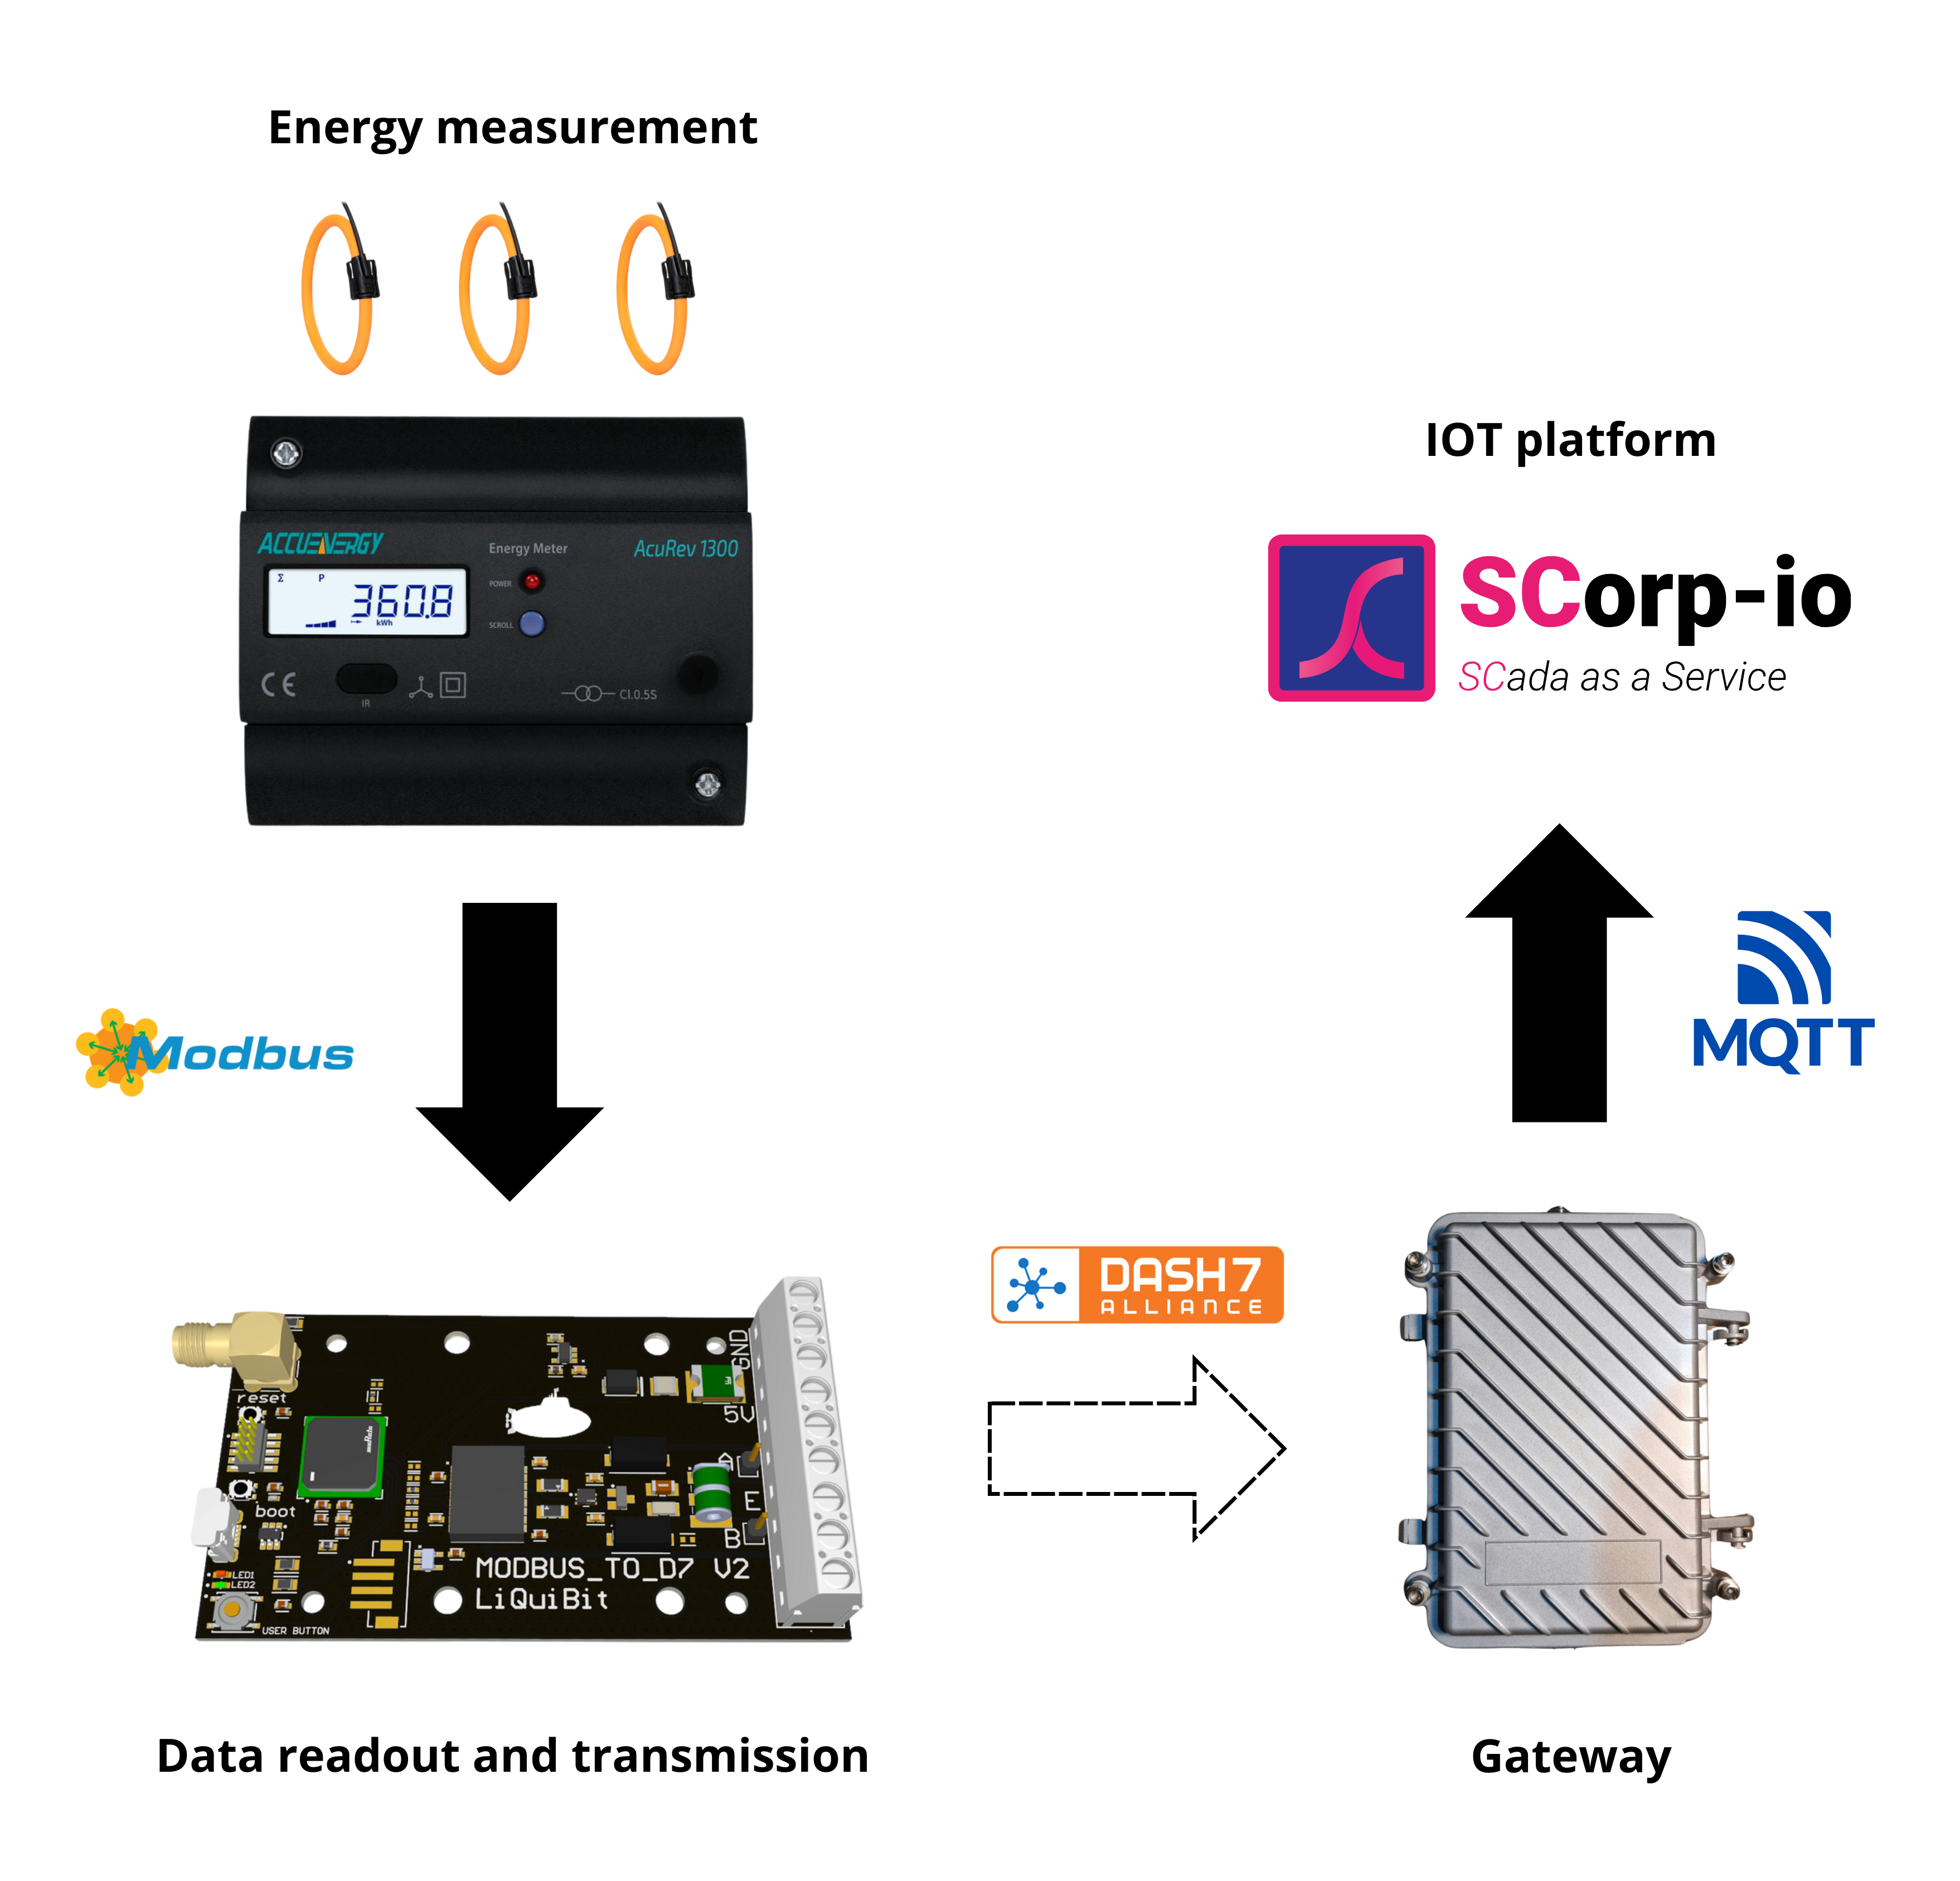 Energy measurement
ACCUENERGY
Energy Meter
AcuRev 1300
Σ P
360.8
kWh
POWER
SCROLL
CE
IR
Cl.0.5S
IOT platform
SCorp-io
SCada as a Service
Modbus
MQTT
DASH7
ALLIANCE
reset
GND
5V
A
muRata
boot
E
B
LED1
LED2
MODBUS_TO_D7 V2
LiQuiBit
USER BUTTON
Data readout and transmission
Gateway